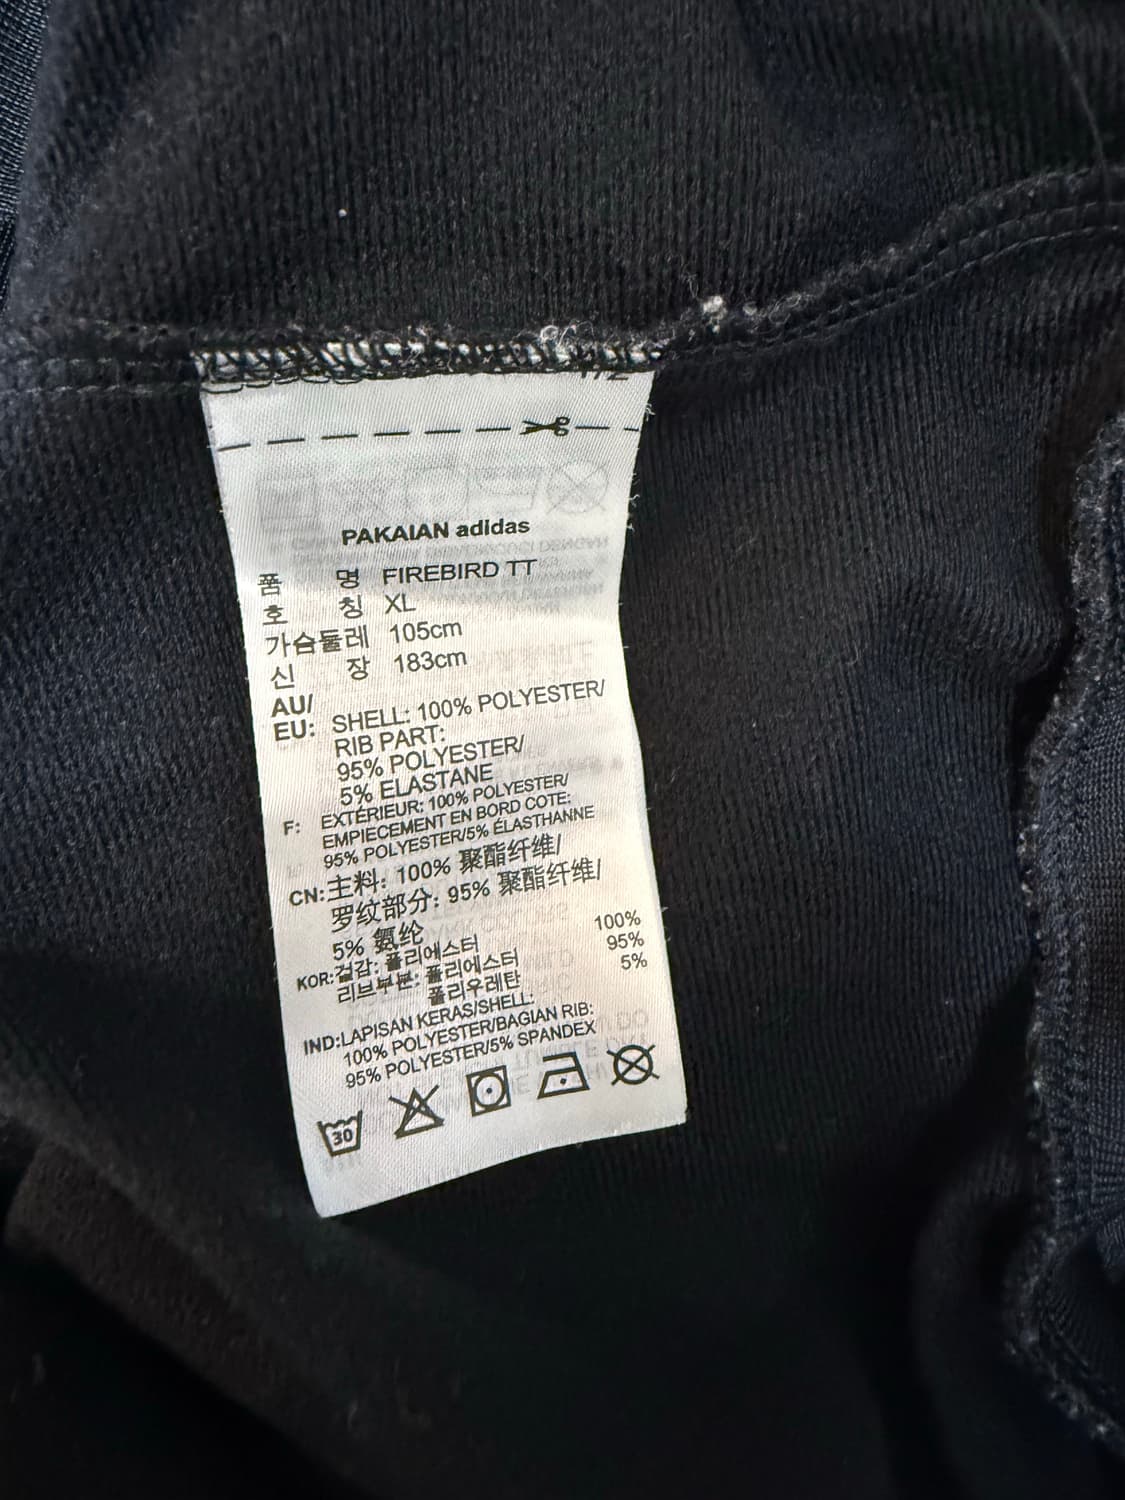 PAKAIAN adidas
품 명 FIREBIRD TT
호 칭 XL
가슴둘레 105cm
신 장 183cm
AU/
EU: SHELL: 100% POLYESTER/
RIB PART:
95% POLYESTER/
5% ELASTANE
F: EXTÉRIEUR: 100% POLYESTER/
EMPIECEMENT EN BORD COTE:
95% POLYESTER/5% ÉLASTHANNE
CN: 主料: 100% 聚酯纤维/
罗纹部分: 95% 聚酯纤维/
5% 氨纶
KOR: 겉감: 폴리에스터 100%
리브부분: 폴리에스터 95%
폴리우레탄 5%
IND: LAPISAN KERAS/SHELL:
100% POLYESTER/BAGIAN RIB:
95% POLYESTER/5% SPANDEX
30